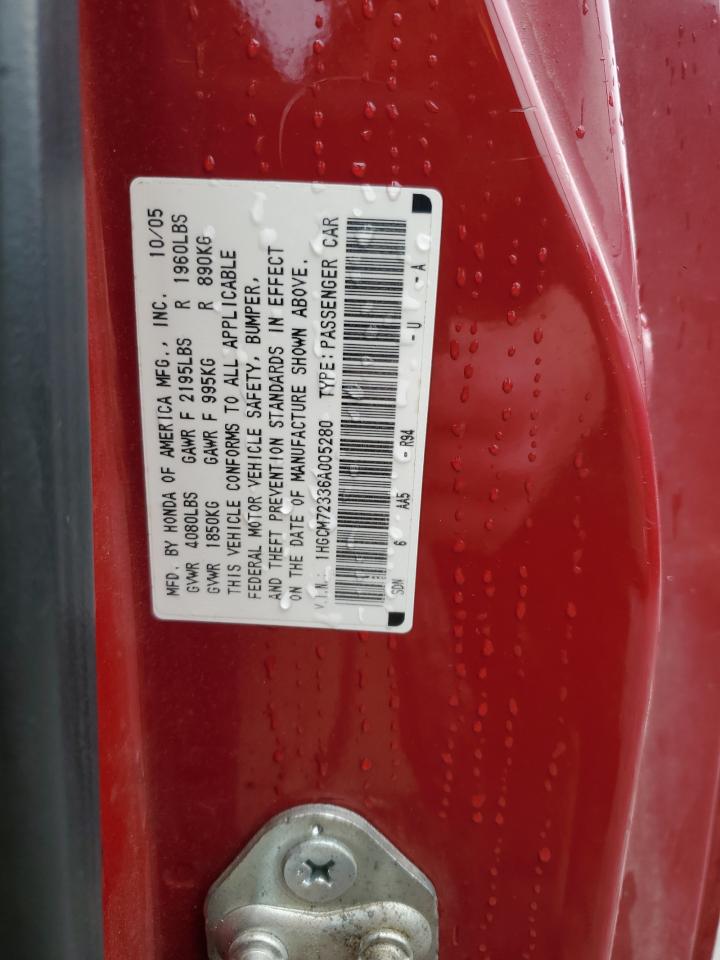 MFD. BY HONDA OF AMERICA MFG., INC. 10/05
GVWR 4080LBS GAWR F 2195LBS R 1960LBS
GVWR 1850KG GAWR F 995KG R 890KG
THIS VEHICLE CONFORMS TO ALL APPLICABLE
FEDERAL MOTOR VEHICLE SAFETY, BUMPER,
AND THEFT PREVENTION STANDARDS IN EFFECT
ON THE DATE OF MANUFACTURE SHOWN ABOVE.
V.I.N.: 1HGCM72336A005280 TYPE: PASSENGER CAR
SDN 6 AA5 - R94 - U - A